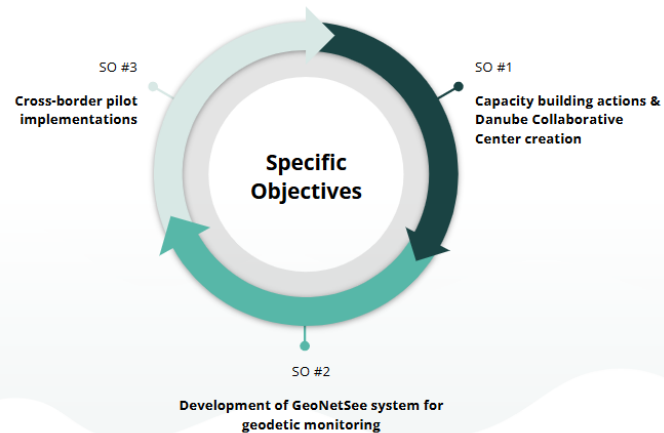 Specific
Objectives
SO #1
Capacity building actions &
Danube Collaborative
Center creation
SO #2
Development of GeoNetSee system for
geodetic monitoring
SO #3
Cross-border pilot
implementations